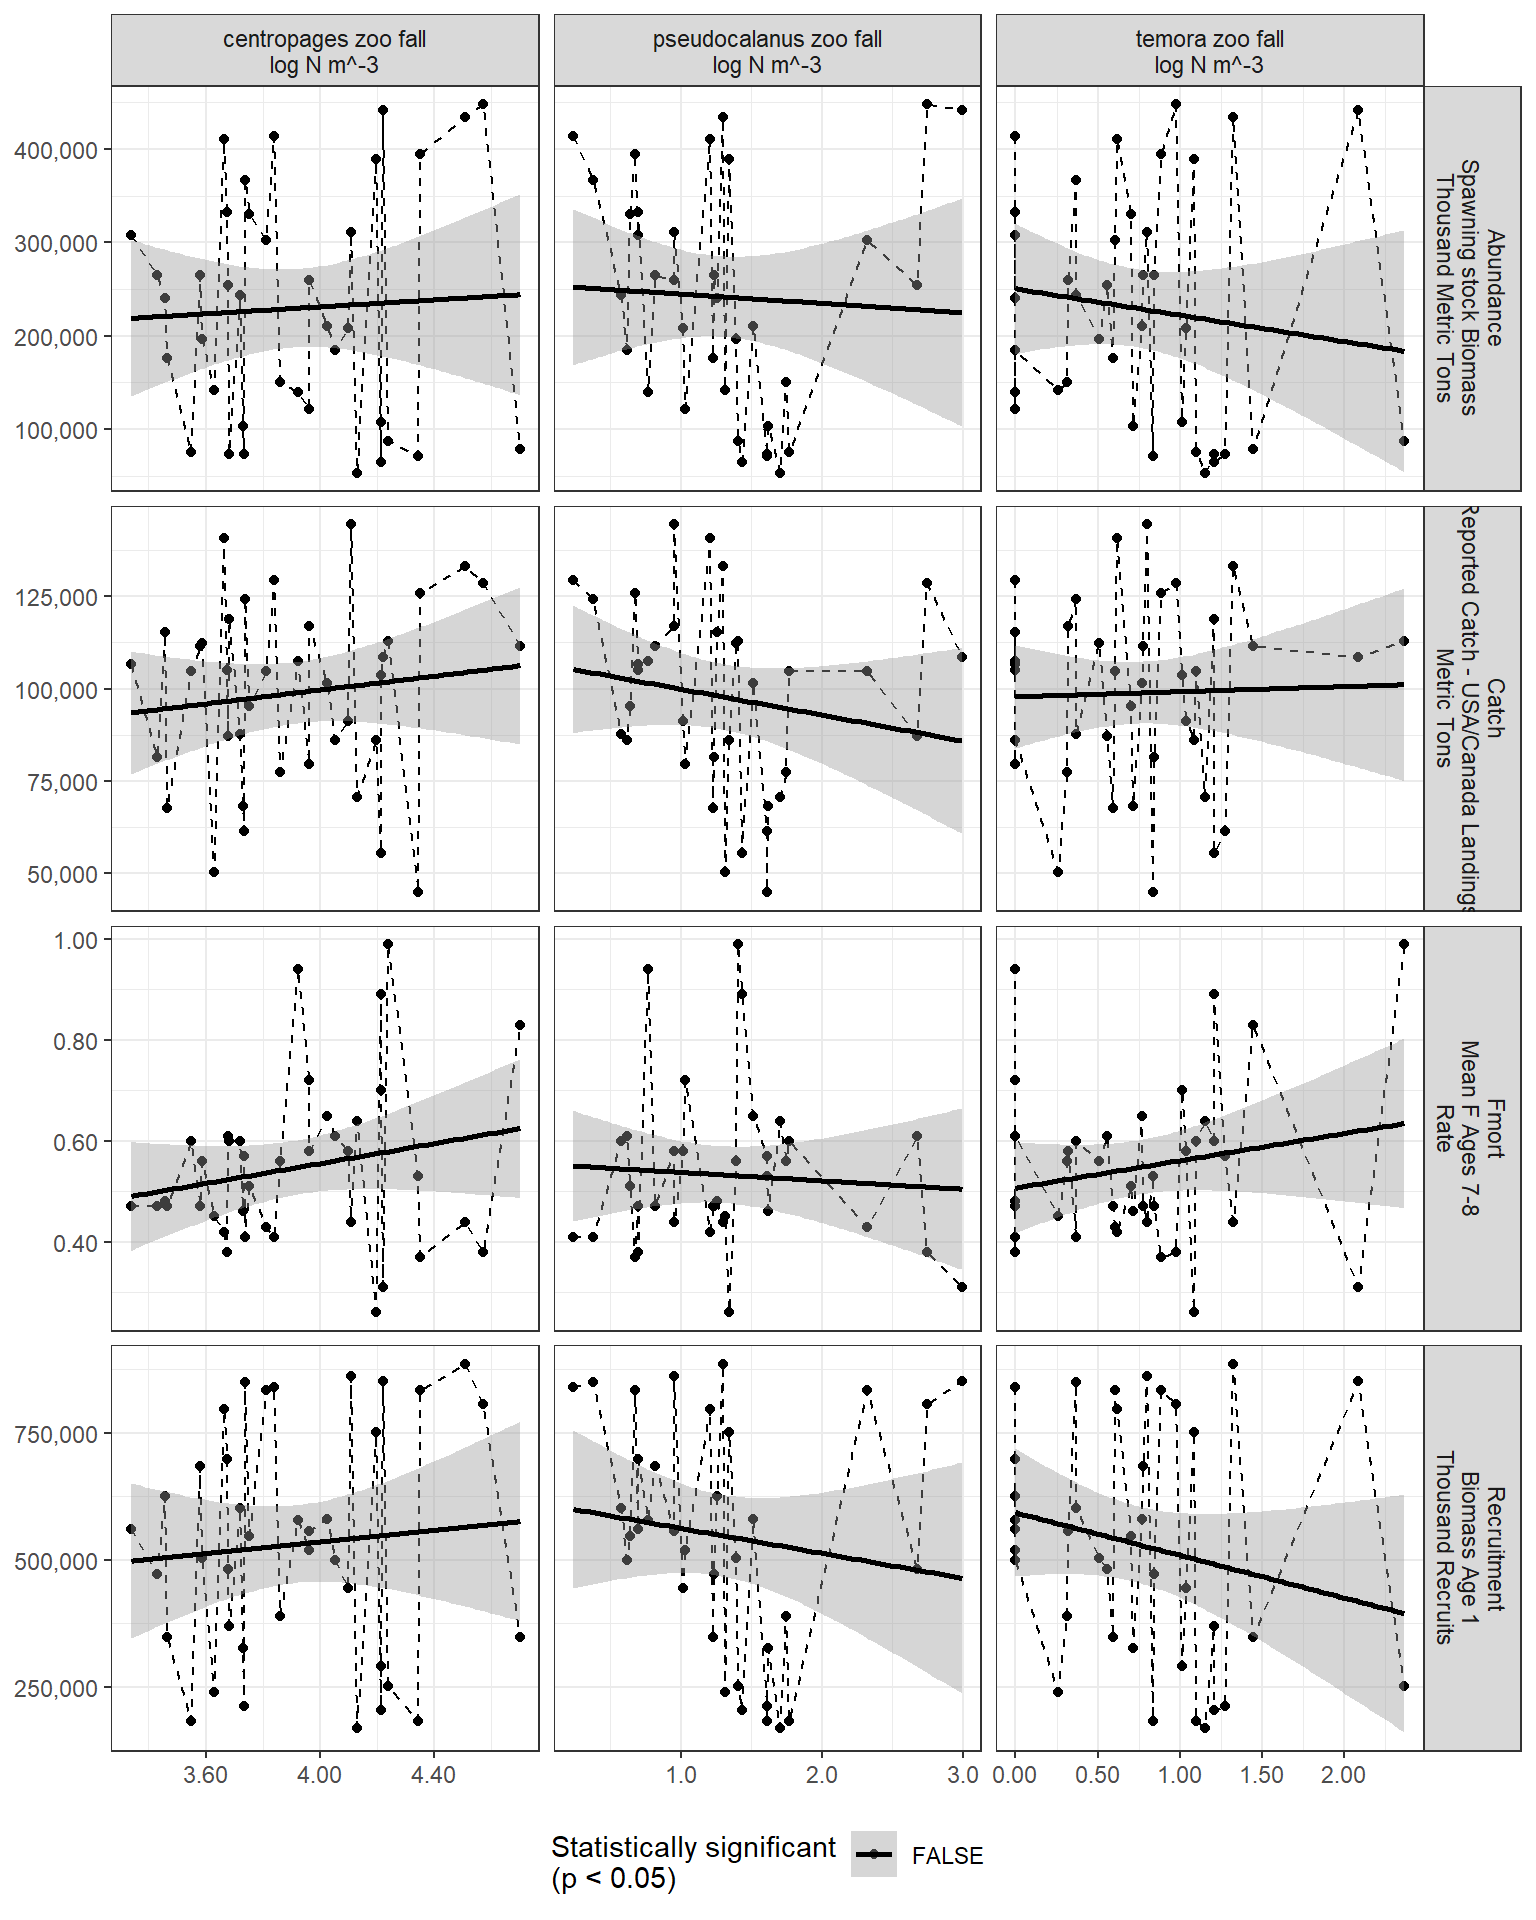 centropages zoo fall
log N m^-3
pseudocalanus zoo fall
log N m^-3
temora zoo fall
log N m^-3
400,000
300,000
200,000
100,000
Abundance
Spawning stock Biomass
Thousand Metric Tons
125,000
100,000
75,000
50,000
Catch
Reported Catch - USA/Canada Landings
Metric Tons
1.00
0.80
0.60
0.40
Fmort
Mean F Ages 7-8
Rate
750,000
500,000
250,000
Recruitment
Biomass Age 1
Thousand Recruits
3.60 4.00 4.40
1.0 2.0 3.0
0.00 0.50 1.00 1.50 2.00
Statistically significant
(p < 0.05)
FALSE